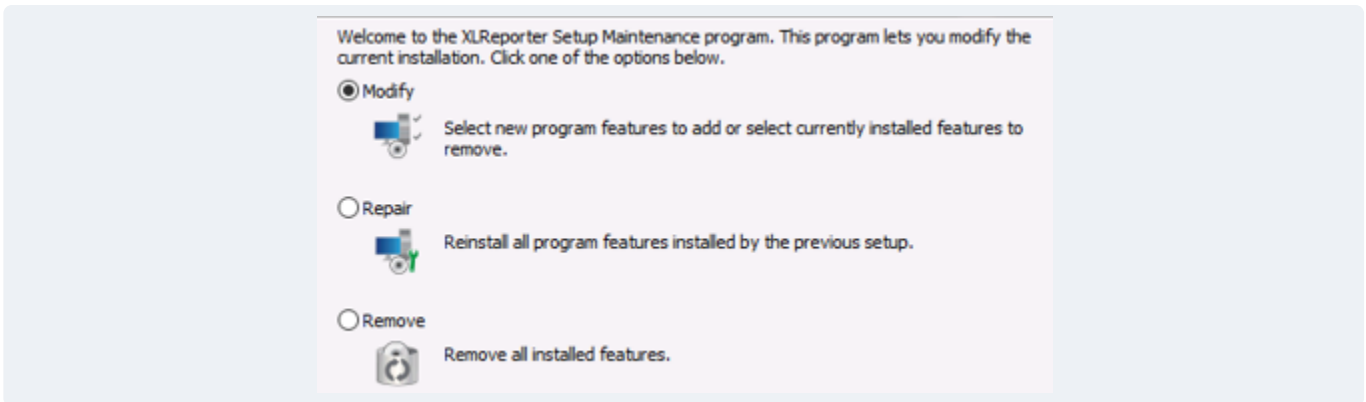 Welcome to the XLReporter Setup Maintenance program. This program lets you modify the
current installation. Click one of the options below.
Modify
Select new program features to add or select currently installed features to
remove.
Repair
Reinstall all program features installed by the previous setup.
Remove
Remove all installed features.